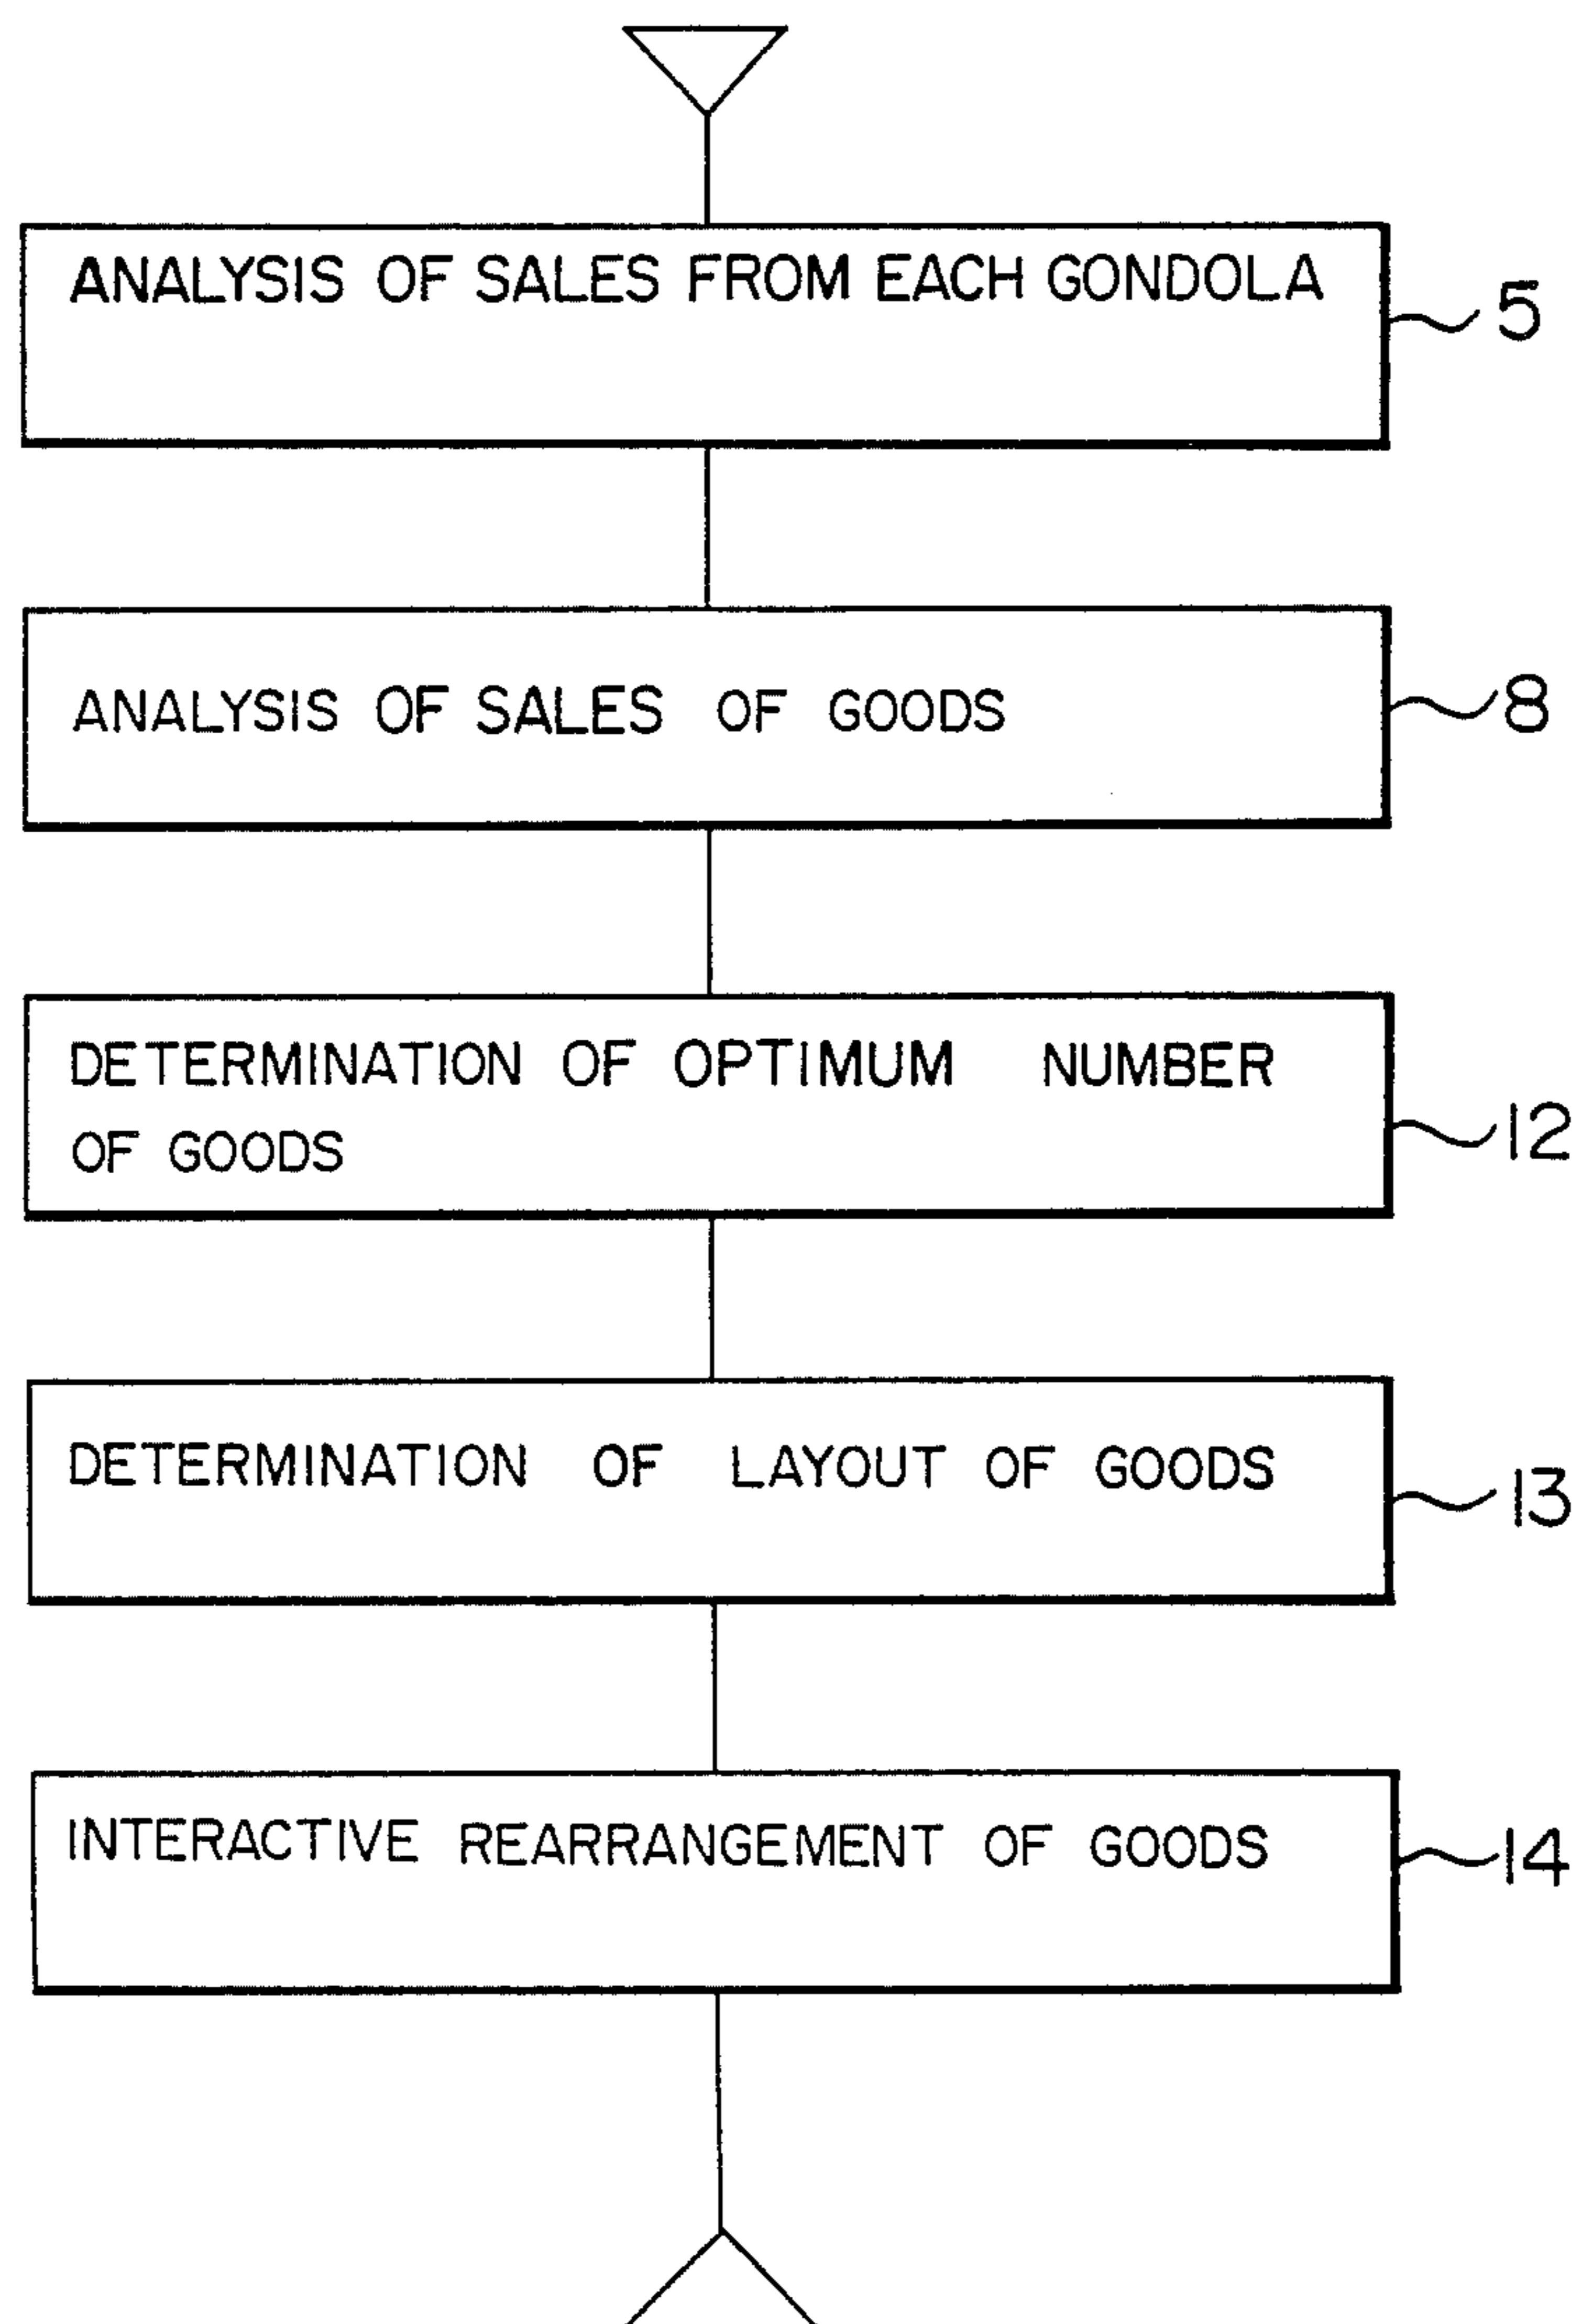 ANALYSIS OF SALES FROM EACH GONDOLA
5
ANALYSIS OF SALES OF GOODS
8
DETERMINATION OF OPTIMUM NUMBER
OF GOODS
12
DETERMINATION OF LAYOUT OF GOODS
13
INTERACTIVE REARRANGEMENT OF GOODS
14